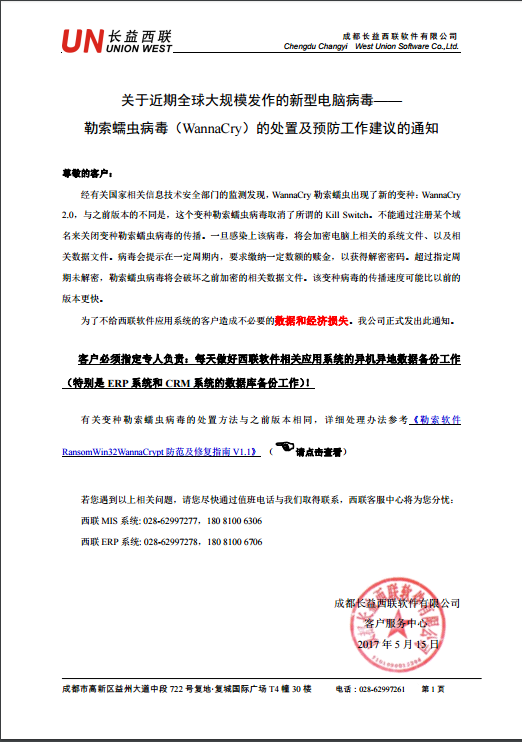 UN 长益西联
UNION WEST
成都长益西联软件有限公司
Chengdu Changyi West Union Software Co.,Ltd.
关于近期全球大规模发作的新型电脑病毒——
勒索蠕虫病毒（WannaCry）的处置及预防工作建议的通知
尊敬的客户：
经有关国家相关信息技术安全部门的监测发现，WannaCry 勒索蠕虫出现了新的变种：WannaCry
2.0，与之前版本的不同是，这个变种勒索蠕虫病毒取消了所谓的 Kill Switch。不能通过注册某个域
名来关闭变种勒索蠕虫病毒的传播。一旦感染上该病毒，将会加密电脑上相关的系统文件、以及相
关数据文件。病毒会提示在一定周期内，要求缴纳一定数额的赎金，以获得解密密码。超过指定周
期未解密，勒索蠕虫病毒将会破坏之前加密的相关数据文件。该变种病毒的传播速度可能比以前的
版本更快。
为了不给西联软件应用系统的客户造成不必要的数据和经济损失。我公司正式发出此通知。
客户必须指定专人负责：每天做好西联软件相关应用系统的异机异地数据备份工作
（特别是 ERP 系统和 CRM 系统的数据库备份工作）！
有关变种勒索蠕虫病毒的处置方法与之前版本相同，详细处理办法参考《勒索软件
RansomWin32WannaCrypt 防范及修复指南 V1.1》（☜请点击查看）
若您遇到以上相关问题，请您尽快通过值班电话与我们取得联系，西联客服中心将为您分忧：
西联 MIS 系统: 028-62997277，180 8100 6306
西联 ERP 系统: 028-62997278，180 8100 6706
成都长益西联软件有限公司
客户服务中心
2017 年 5 月 15 日
成都市高新区益州大道中段 722 号复地·复城国际广场 T4 幢 30 楼 电话：028-62997261 第 1 页